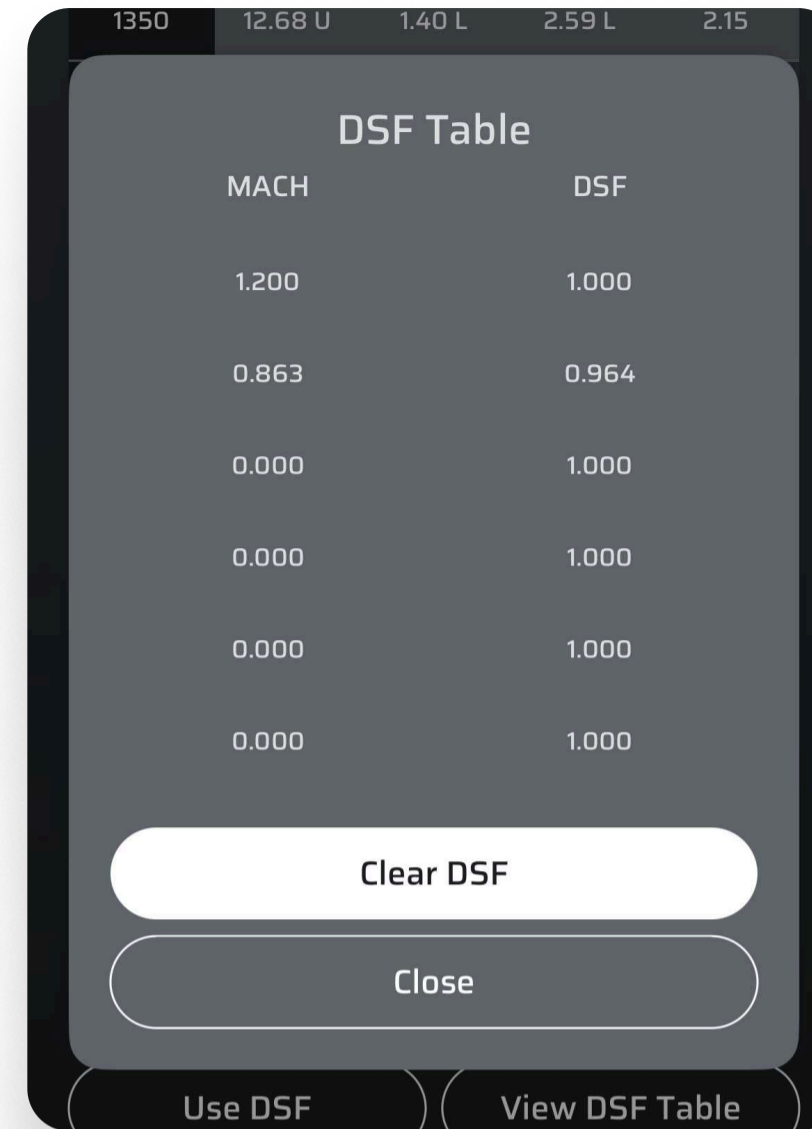 1350 12.68 U 1.40 L 2.59 L 2.15
DSF Table
MACH DSF
1.200 1.000
0.863 0.964
0.000 1.000
0.000 1.000
0.000 1.000
0.000 1.000
Clear DSF
Close
Use DSF View DSF Table